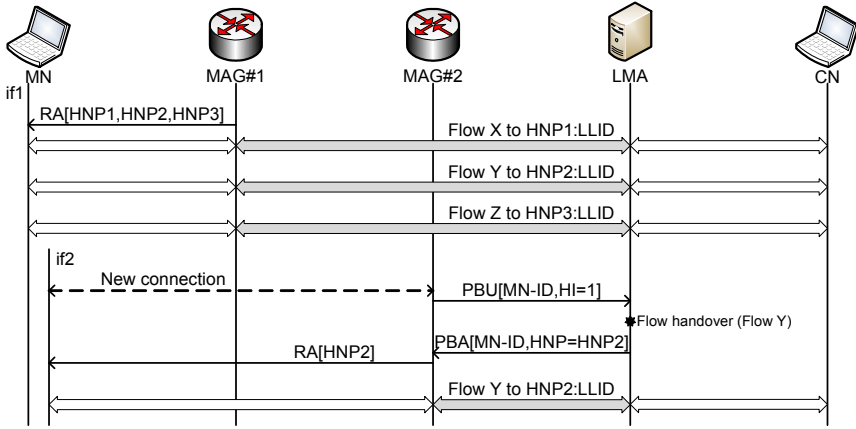 MN
MAG#1
MAG#2
LMA
CN
if1
RA[HNP1,HNP2,HNP3]
Flow X to HNP1:LLID
Flow Y to HNP2:LLID
Flow Z to HNP3:LLID
if2
New connection
PBU[MN-ID,HI=1]
Flow handover (Flow Y)
PBA[MN-ID,HNP=HNP2]
RA[HNP2]
Flow Y to HNP2:LLID